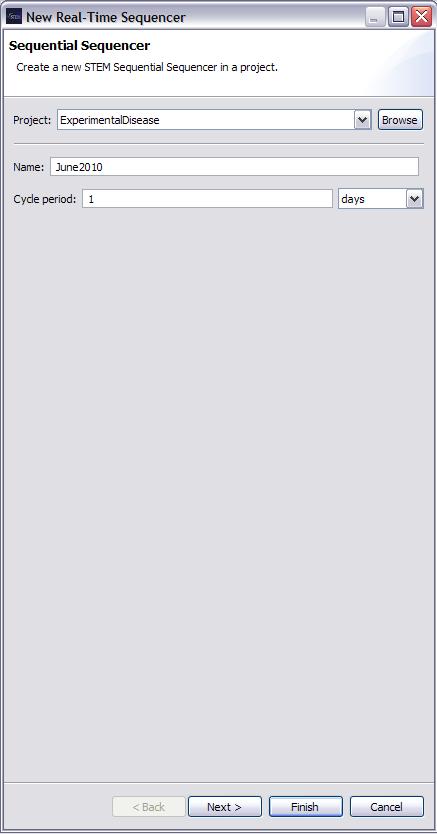 New Real-Time Sequencer
Sequential Sequencer
Create a new STEM Sequential Sequencer in a project.
Project: ExperimentalDisease Browse
Name: June2010
Cycle period: 1 days
< Back Next > Finish Cancel